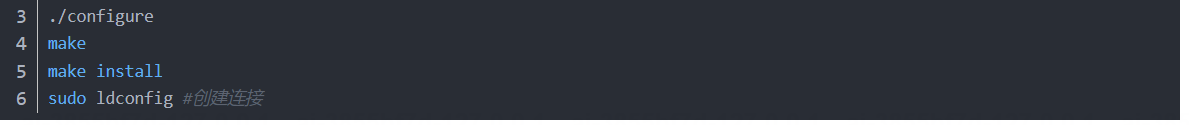 3 ./configure
4 make
5 make install
6 sudo ldconfig #创建连接